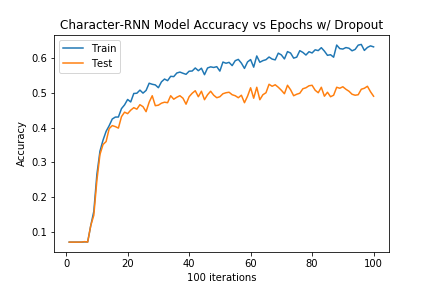 Character-RNN Model Accuracy vs Epochs w/ Dropout
Train
Test
Accuracy
0.6
0.5
0.4
0.3
0.2
0.1
0 20 40 60 80 100
100 iterations